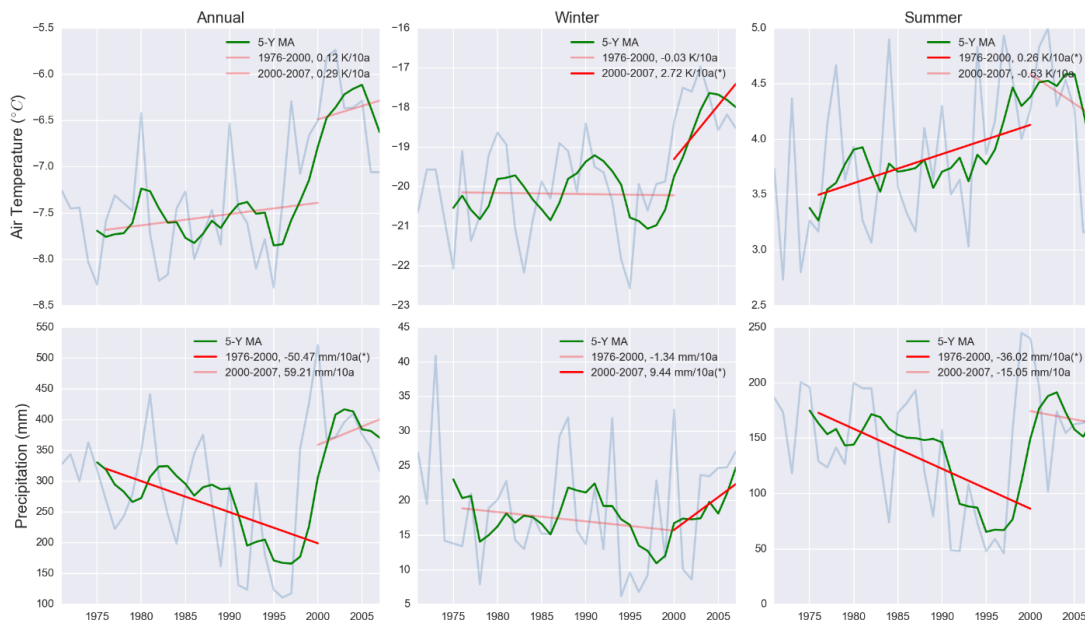 Annual
Winter
Summer
Air Temperature (°C)
−5.5
−6.0
−6.5
−7.0
−7.5
−8.0
−8.5
5-Y MA
1976-2000, 0.12 K/10a
2000-2007, 0.29 K/10a
−16
−17
−18
−19
−20
−21
−22
−23
5-Y MA
1976-2000, -0.03 K/10a
2000-2007, 2.72 K/10a(*)
5.0
4.5
4.0
3.5
3.0
2.5
5-Y MA
1976-2000, 0.26 K/10a(*)
2000-2007, -0.53 K/10a
Precipitation (mm)
550
500
450
400
350
300
250
200
150
100
5-Y MA
1976-2000, -50.47 mm/10a(*)
2000-2007, 59.21 mm/10a
1975 1980 1985 1990 1995 2000 2005
45
40
35
30
25
20
15
10
5
5-Y MA
1976-2000, -1.34 mm/10a
2000-2007, 9.44 mm/10a(*)
1975 1980 1985 1990 1995 2000 2005
250
200
150
100
50
0
5-Y MA
1976-2000, -36.02 mm/10a(*)
2000-2007, -15.05 mm/10a
1975 1980 1985 1990 1995 2000 2005